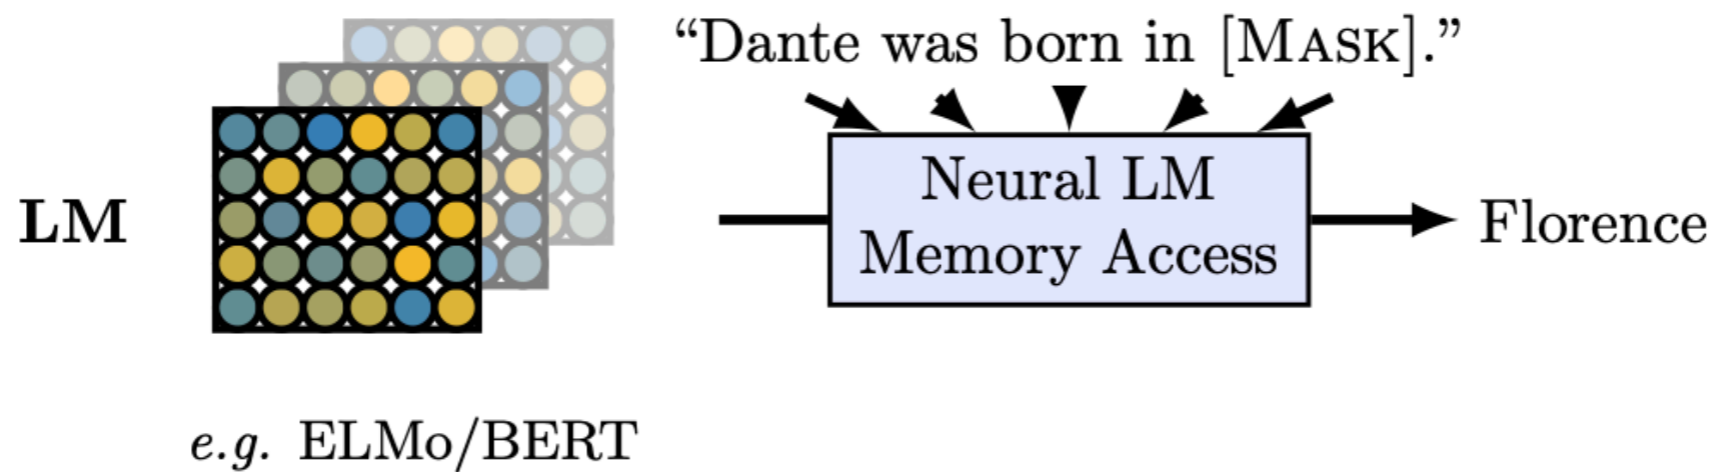 “Dante was born in [MASK].”
Neural LM
Memory Access
LM
Florence
e.g. ELMo/BERT